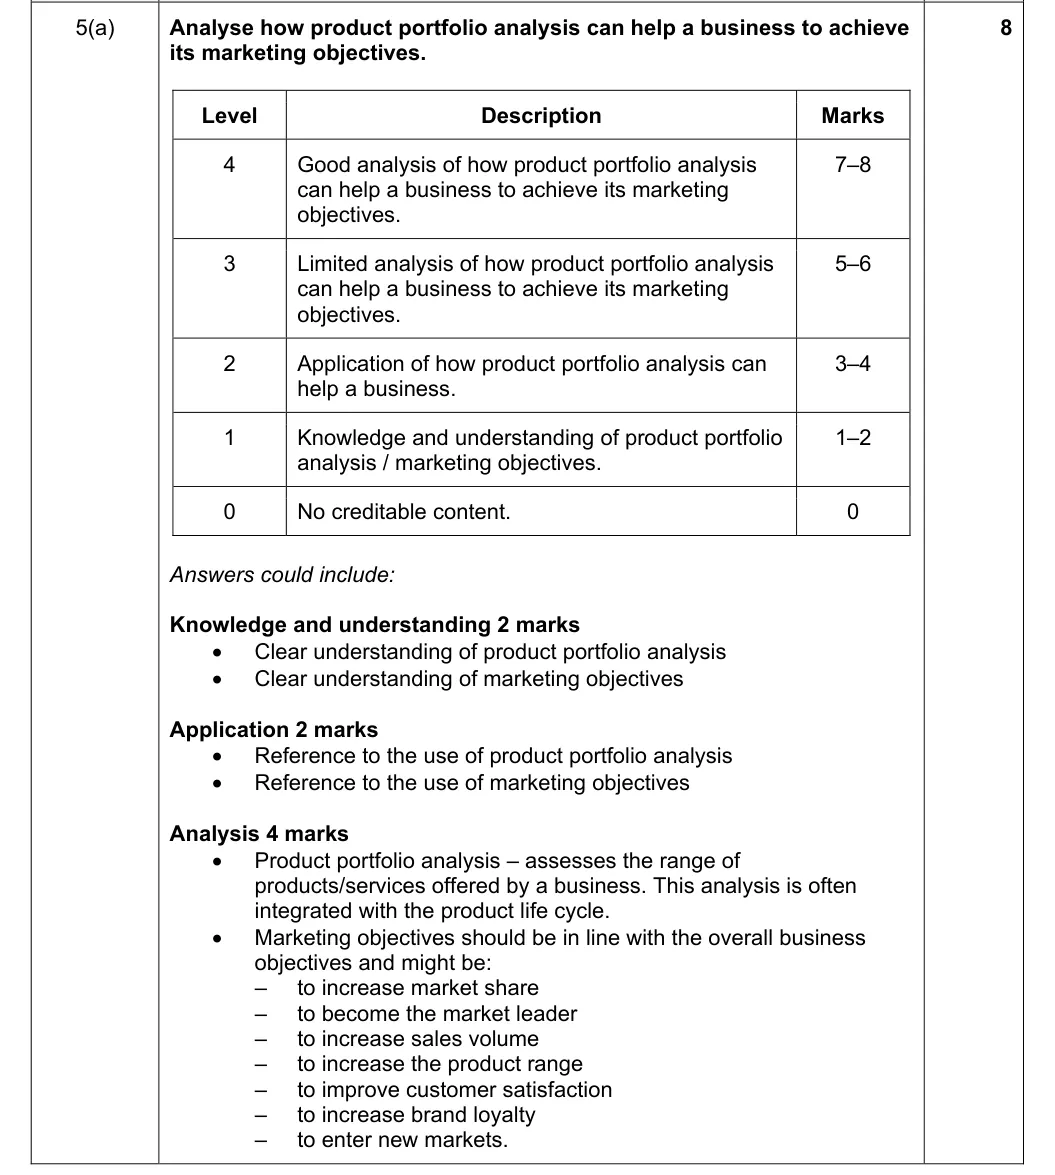 5(a) Analyse how product portfolio analysis can help a business to achieve 8
its marketing objectives.
Level Description Marks
4 Good analysis of how product portfolio analysis 7–8
can help a business to achieve its marketing
objectives.
3 Limited analysis of how product portfolio analysis 5–6
can help a business to achieve its marketing
objectives.
2 Application of how product portfolio analysis can 3–4
help a business.
1 Knowledge and understanding of product portfolio 1–2
analysis / marketing objectives.
0 No creditable content. 0
Answers could include:
Knowledge and understanding 2 marks
• Clear understanding of product portfolio analysis
• Clear understanding of marketing objectives
Application 2 marks
• Reference to the use of product portfolio analysis
• Reference to the use of marketing objectives
Analysis 4 marks
• Product portfolio analysis – assesses the range of
products/services offered by a business. This analysis is often
integrated with the product life cycle.
• Marketing objectives should be in line with the overall business
objectives and might be:
– to increase market share
– to become the market leader
– to increase sales volume
– to increase the product range
– to improve customer satisfaction
– to increase brand loyalty
– to enter new markets.